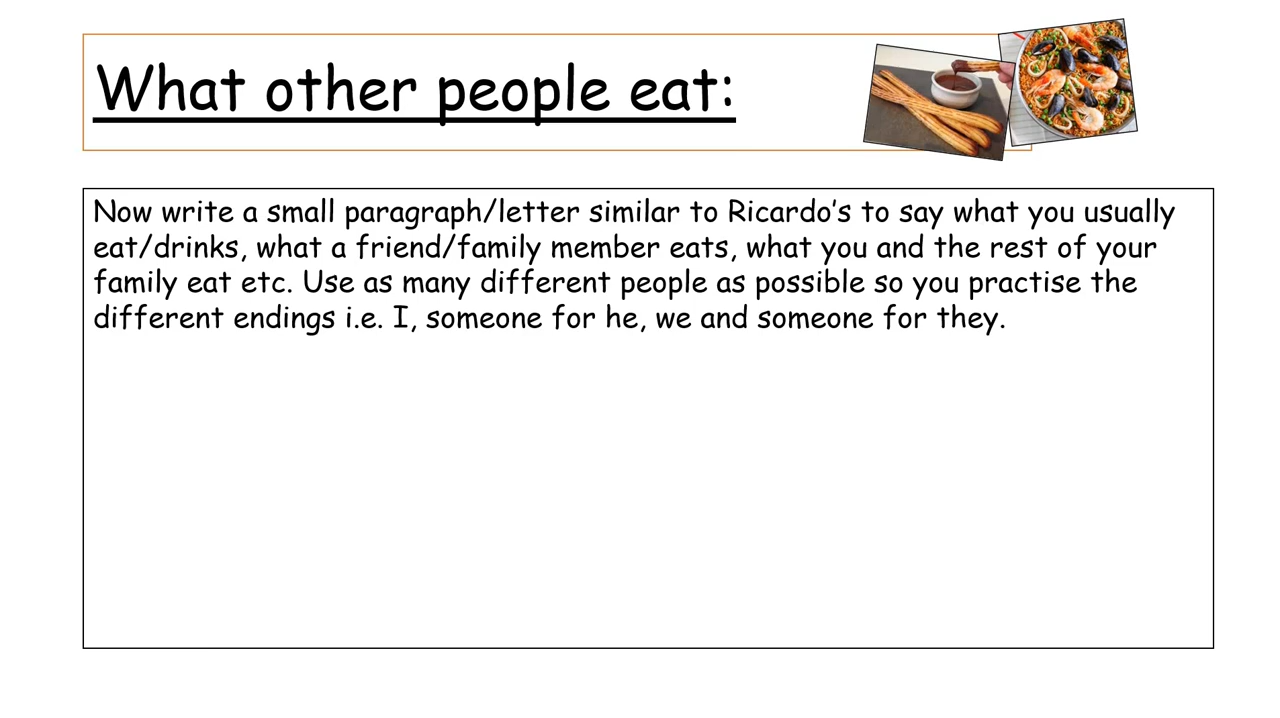 What other people eat:
Now write a small paragraph/letter similar to Ricardo’s to say what you usually
eat/drinks, what a friend/family member eats, what you and the rest of your
family eat etc. Use as many different people as possible so you practise the
different endings i.e. I, someone for he, we and someone for they.